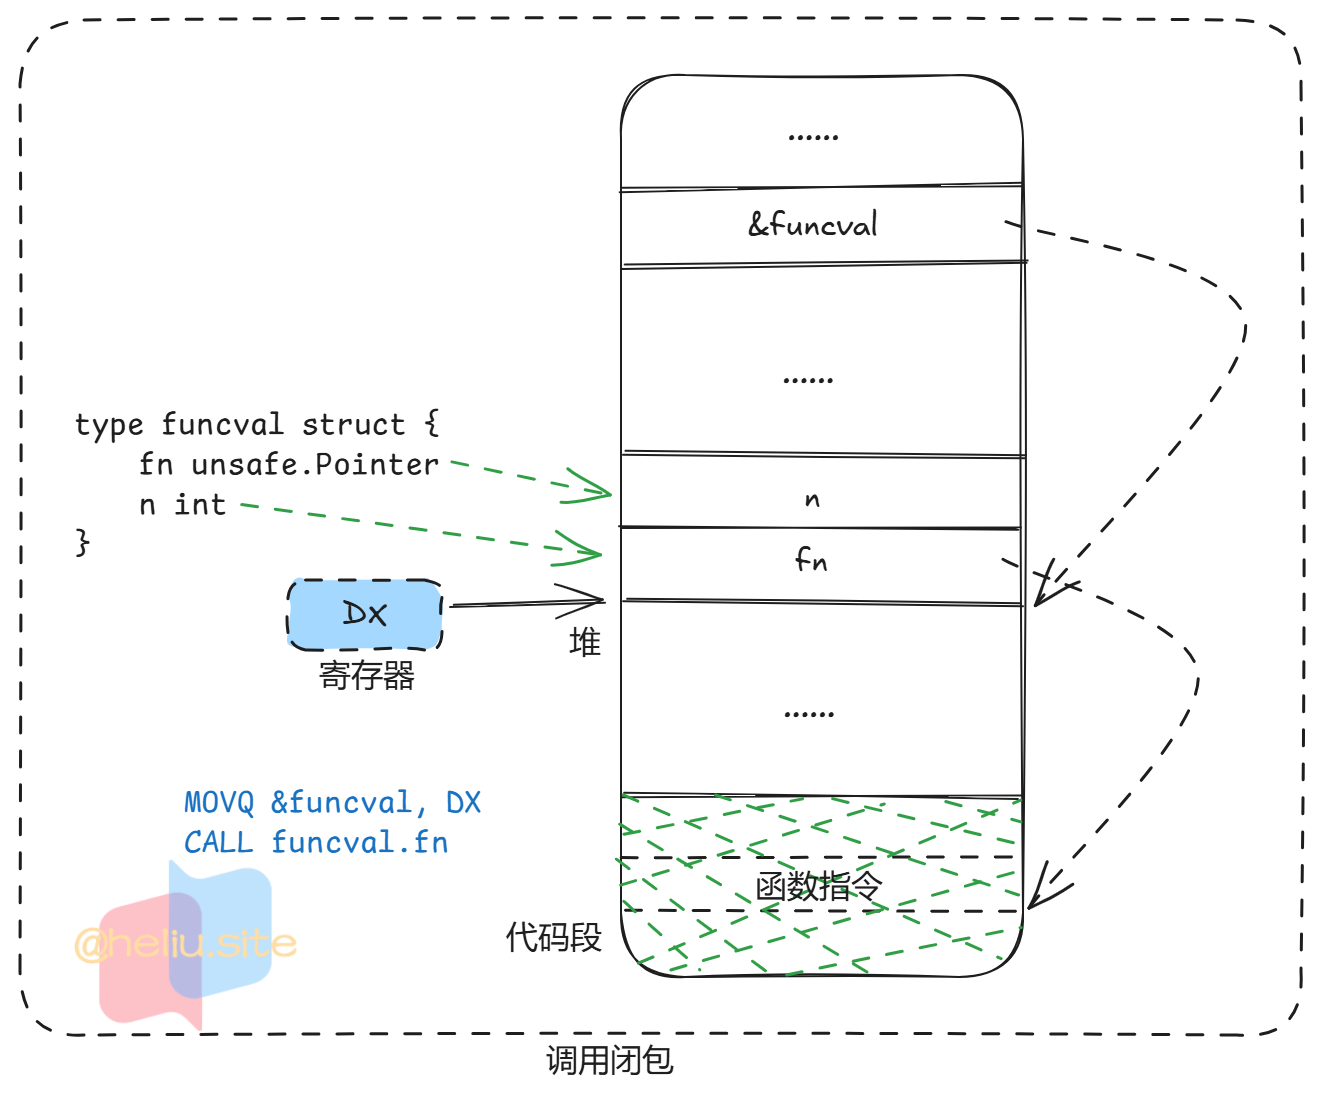 ......
&funcval
......
type funcval struct {
    fn unsafe.Pointer
    n int
}
n
fn
DX
寄存器
堆
......
MOVQ &funcval, DX
CALL funcval.fn
函数指令
代码段
@heliu.site
调用闭包